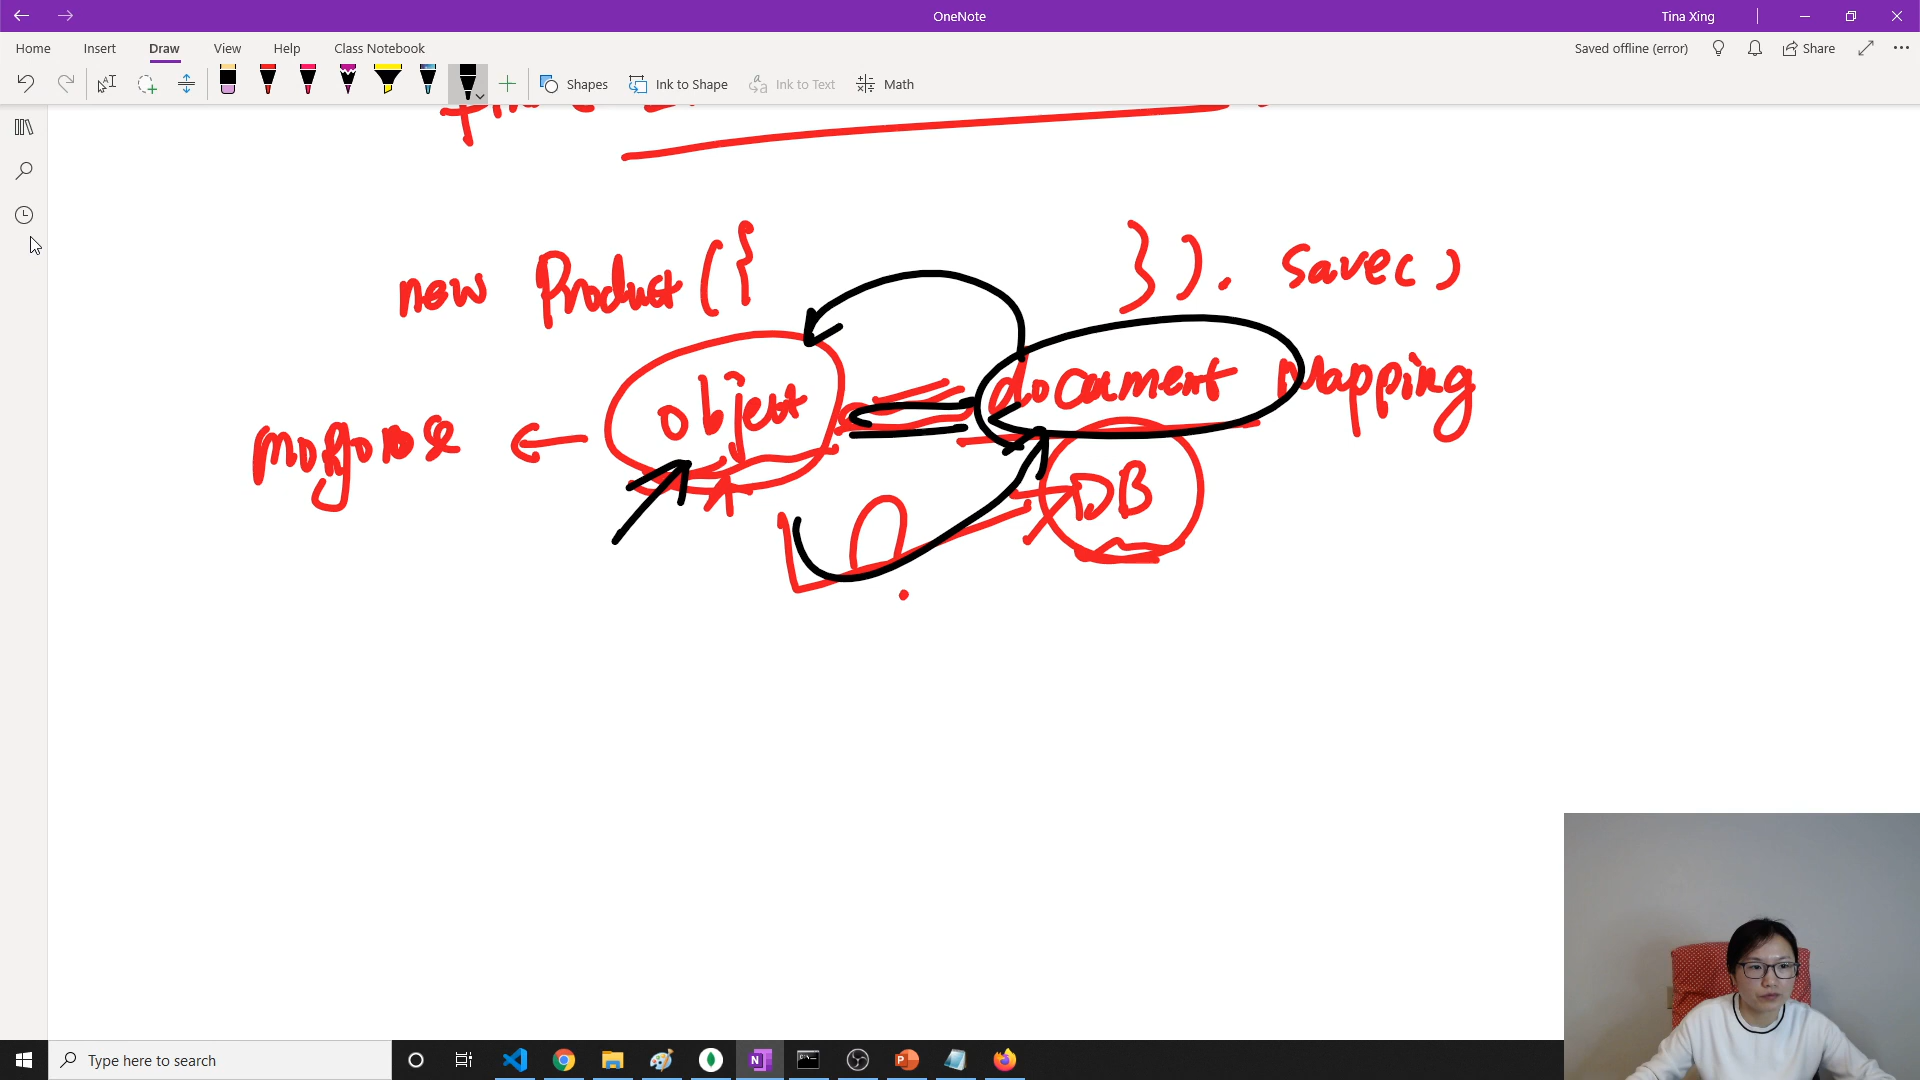 OneNote
Tina Xing
Home Insert Draw View Help Class Notebook
Saved offline (error) Share
Shapes Ink to Shape Ink to Text Math
new Product ({ }). save()
object document Mapping
mongoose
DB
Type here to search